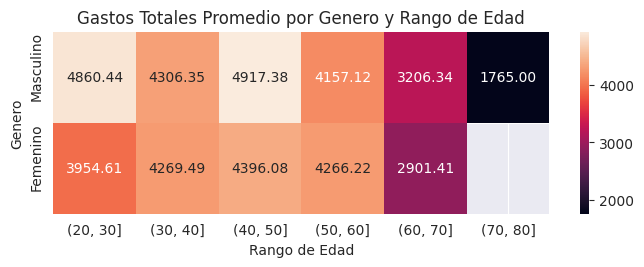 Gastos Totales Promedio por Genero y Rango de Edad
Genero
Masculino
4860.44 4306.35 4917.38 4157.12 3206.34 1765.00
Femenino
3954.61 4269.49 4396.08 4266.22 2901.41
(20, 30] (30, 40] (40, 50] (50, 60] (60, 70] (70, 80]
Rango de Edad
4000
3000
2000